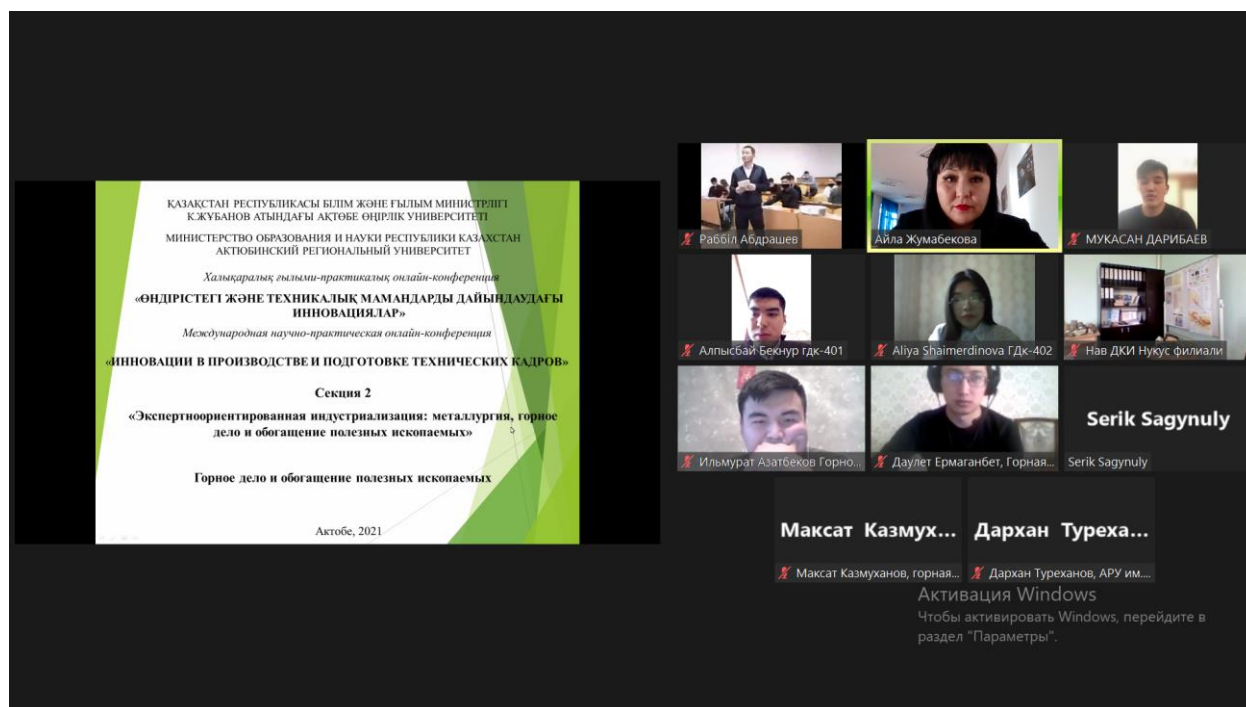 ҚАЗАҚСТАН РЕСПУБЛИКАСЫ БІЛІМ ЖӘНЕ ҒЫЛЫМ МИНИСТРЛІГІ
Қ.ЖҰБАНОВ АТЫНДАҒЫ АҚТӨБЕ ӨҢІРЛІК УНИВЕРСИТЕТІ
МИНИСТЕРСТВО ОБРАЗОВАНИЯ И НАУКИ РЕСПУБЛИКИ КАЗАХСТАН
АКТЮБИНСКИЙ РЕГИОНАЛЬНЫЙ УНИВЕРСИТЕТ
Халықаралық ғылыми-практикалық онлайн-конференция
«ӨНДІРІСТЕГІ ЖӘНЕ ТЕХНИКАЛЫҚ МАМАНДАРДЫ ДАЙЫНДАУДАҒЫ
ИННОВАЦИЯЛАР»
Международная научно-практическая онлайн-конференция
«ИННОВАЦИИ В ПРОИЗВОДСТВЕ И ПОДГОТОВКЕ ТЕХНИЧЕСКИХ КАДРОВ»
Секция 2
«Экспертноориентированная индустриализация: металлургия, горное
дело и обогащение полезных ископаемых»
Горное дело и обогащение полезных ископаемых
Актобе, 2021
Раббіл Абдрашев
Айла Жумабекова
МУКАСАН ДАРИБАЕВ
Алпысбай Бекнур гдк-401
Aliya Shaimerdinova ГДк-402
Нав ДКИ Нукус филиали
Ильмурат Азатбеков Горно...
Даулет Ермаганбет, Горная...
Serik Sagynuly
Serik Sagynuly
Максат Казмух...
Дархан Туреха...
Максат Казмуханов, горная...
Дархан Туреханов, АРУ им....
Активация Windows
Чтобы активировать Windows, перейдите в
раздел "Параметры".